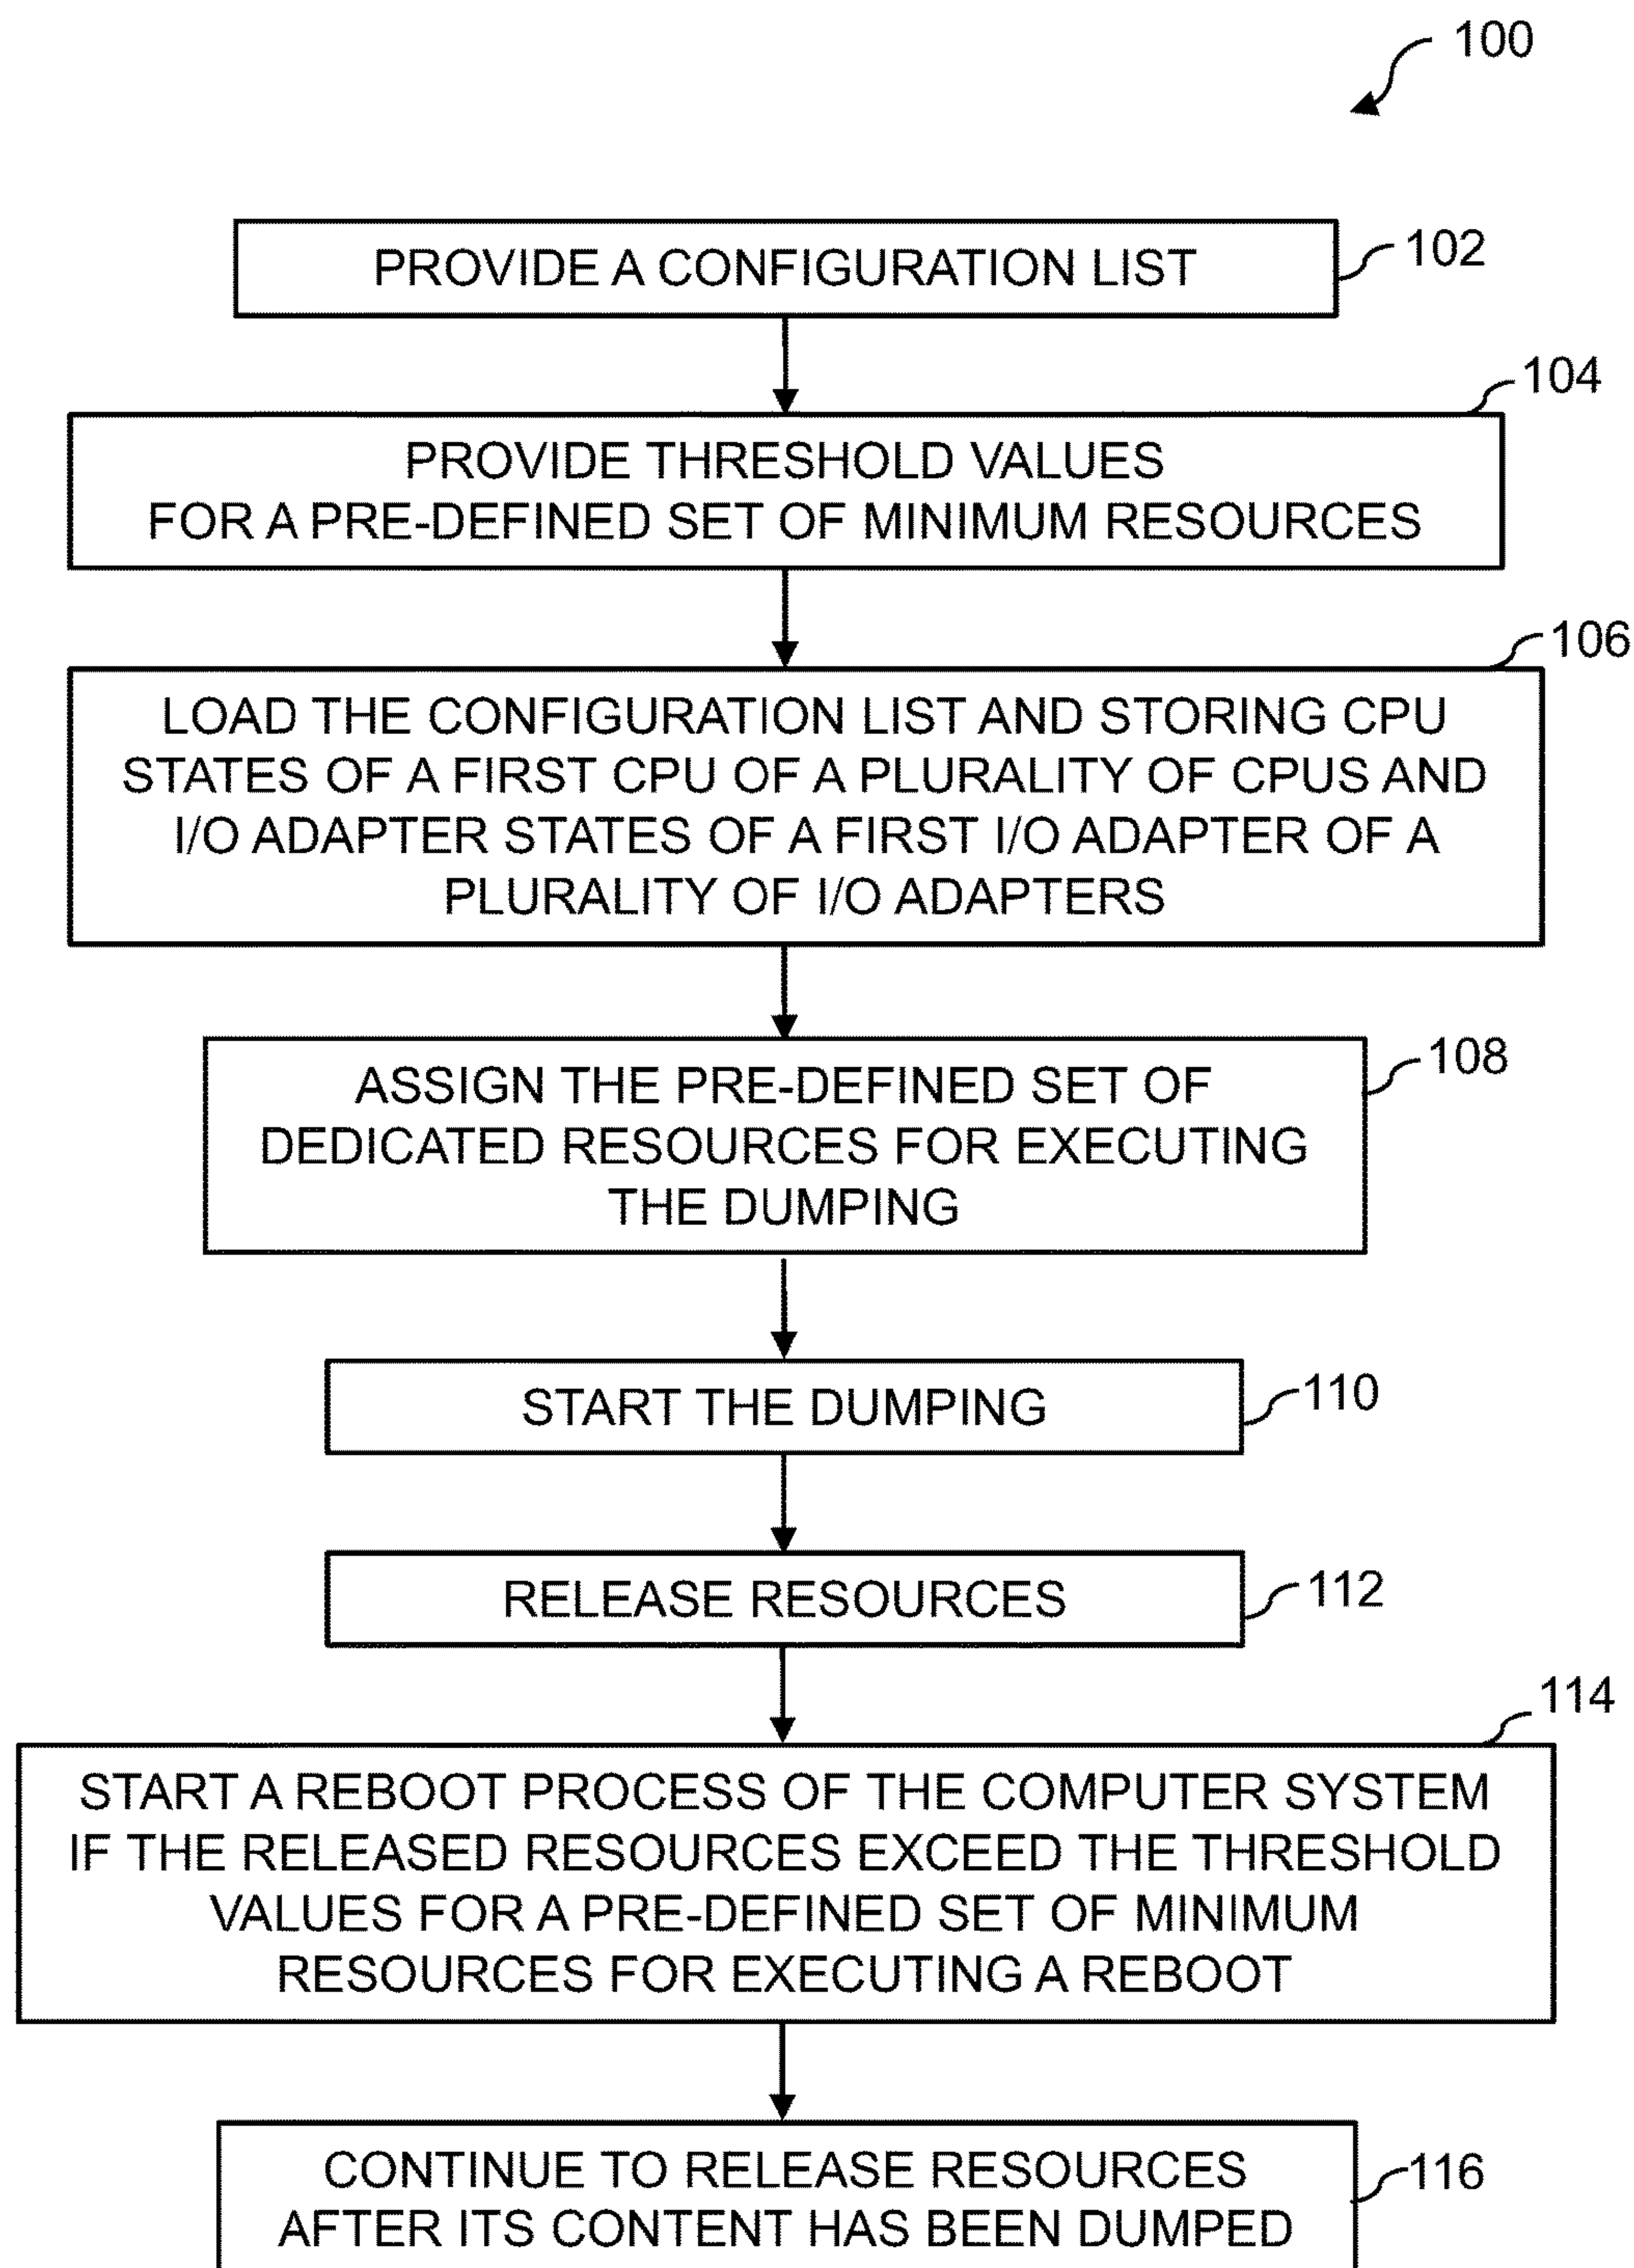 100
PROVIDE A CONFIGURATION LIST
102
104
PROVIDE THRESHOLD VALUES
FOR A PRE-DEFINED SET OF MINIMUM RESOURCES
106
LOAD THE CONFIGURATION LIST AND STORING CPU
STATES OF A FIRST CPU OF A PLURALITY OF CPUS AND
I/O ADAPTER STATES OF A FIRST I/O ADAPTER OF A
PLURALITY OF I/O ADAPTERS
108
ASSIGN THE PRE-DEFINED SET OF
DEDICATED RESOURCES FOR EXECUTING
THE DUMPING
START THE DUMPING
110
RELEASE RESOURCES
112
114
START A REBOOT PROCESS OF THE COMPUTER SYSTEM
IF THE RELEASED RESOURCES EXCEED THE THRESHOLD
VALUES FOR A PRE-DEFINED SET OF MINIMUM
RESOURCES FOR EXECUTING A REBOOT
CONTINUE TO RELEASE RESOURCES
AFTER ITS CONTENT HAS BEEN DUMPED
116